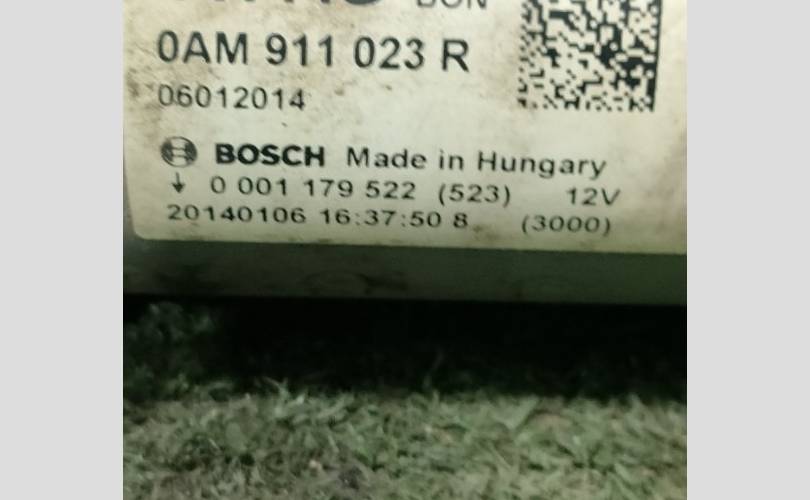 0AM 911 023 R
06012014
BOSCH Made in Hungary
0 001 179 522 (523) 12V
20140106 16:37:50 8 (3000)